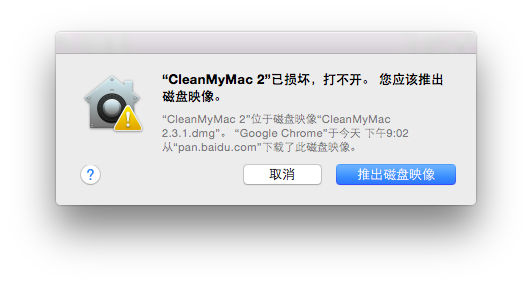 “CleanMyMac 2”已损坏，打不开。 您应该推出
磁盘映像。
“CleanMyMac 2”位于磁盘映像“CleanMyMac
2.3.1.dmg”。 “Google Chrome”于今天 下午9:02
从“pan.baidu.com”下载了此磁盘映像。
? 取消 推出磁盘映像